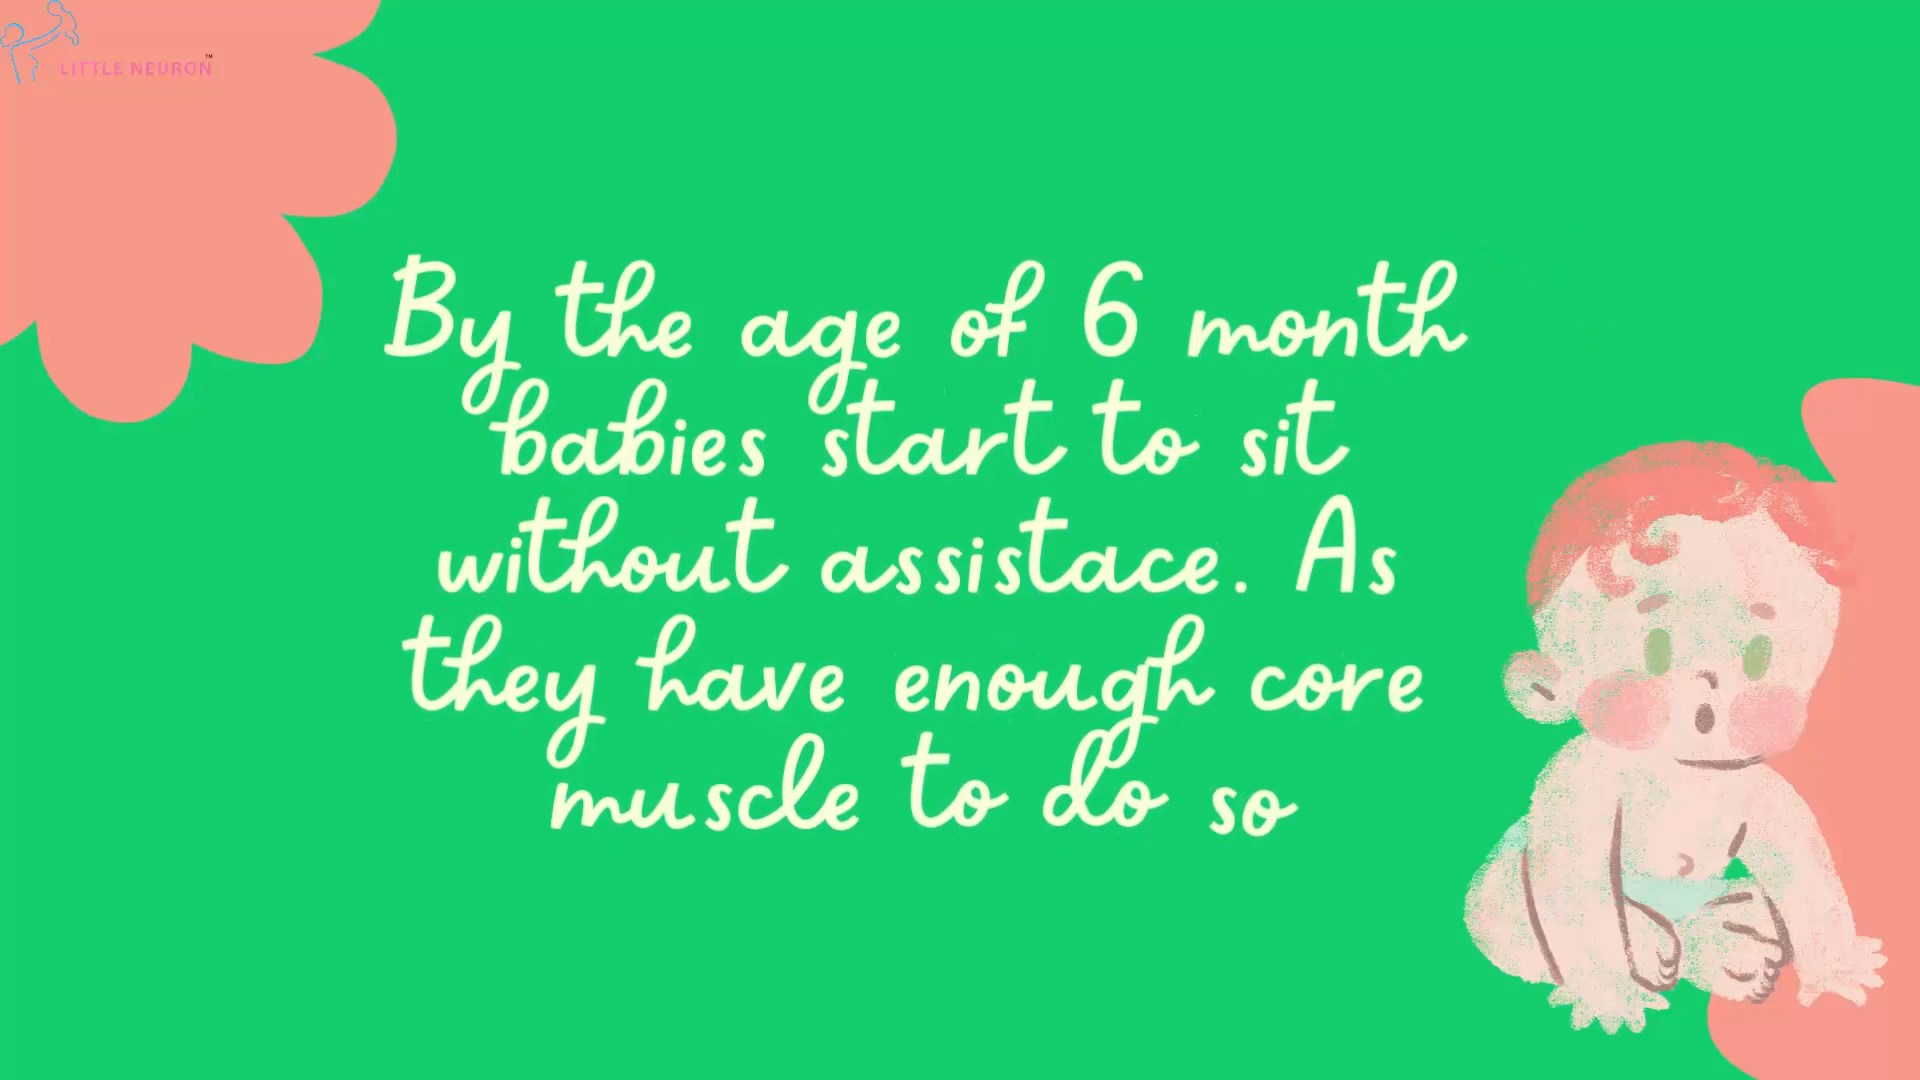 LITTLE NEURON™
By the age of 6 month
babies start to sit
without assistace. As
they have enough core
muscle to do so